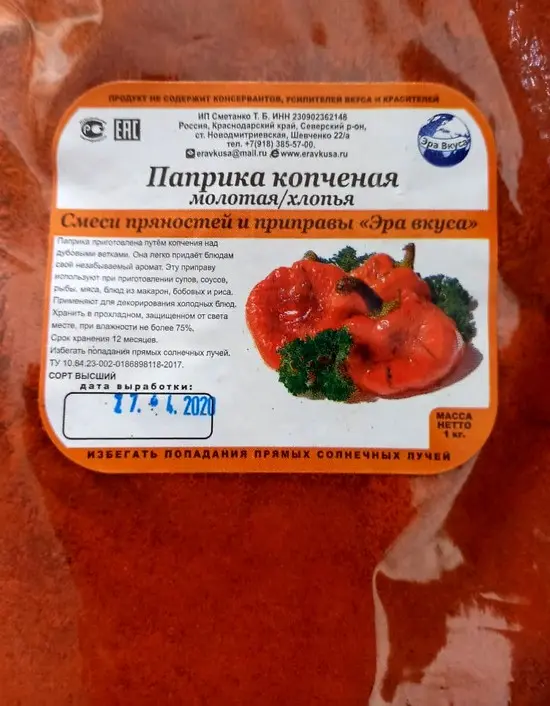 ПРОДУКТ НЕ СОДЕРЖИТ КОНСЕРВАНТОВ, УСИЛИТЕЛЕЙ ВКУСА И КРАСИТЕЛЕЙ
ИП Сметанко Т. Б. ИНН 230902362148
Россия, Краснодарский край, Северский р-он,
ст. Новодмитриевская, Шевченко 22/а
тел. +7(918) 385-57-00.
eravkusa@mail.ru www.eravkusa.ru
ЕАС
Эра Вкуса
Паприка копченая
молотая/хлопья
Смеси пряностей и приправы «Эра вкуса»
Паприка приготовлена путём копчения над
дубовыми ветками. Она легко придаёт блюдам
свой незабываемый аромат. Эту приправу
используют при приготовлении супов, соусов,
рыбы, мяса, блюд из макарон, бобовых и риса.
Применяют для декорирования холодных блюд.
Хранить в прохладном, защищенном от света
месте, при влажности не более 75%.
Срок хранения 12 месяцев.
Избегать попадания прямых солнечных лучей.
ТУ 10.84.23-002-0186898118-2017.
СОРТ ВЫСШИЙ
дата выработки:
27. 4. 2020
МАССА
НЕТТО
1 кг.
ИЗБЕГАТЬ ПОПАДАНИЯ ПРЯМЫХ СОЛНЕЧНЫХ ЛУЧЕЙ